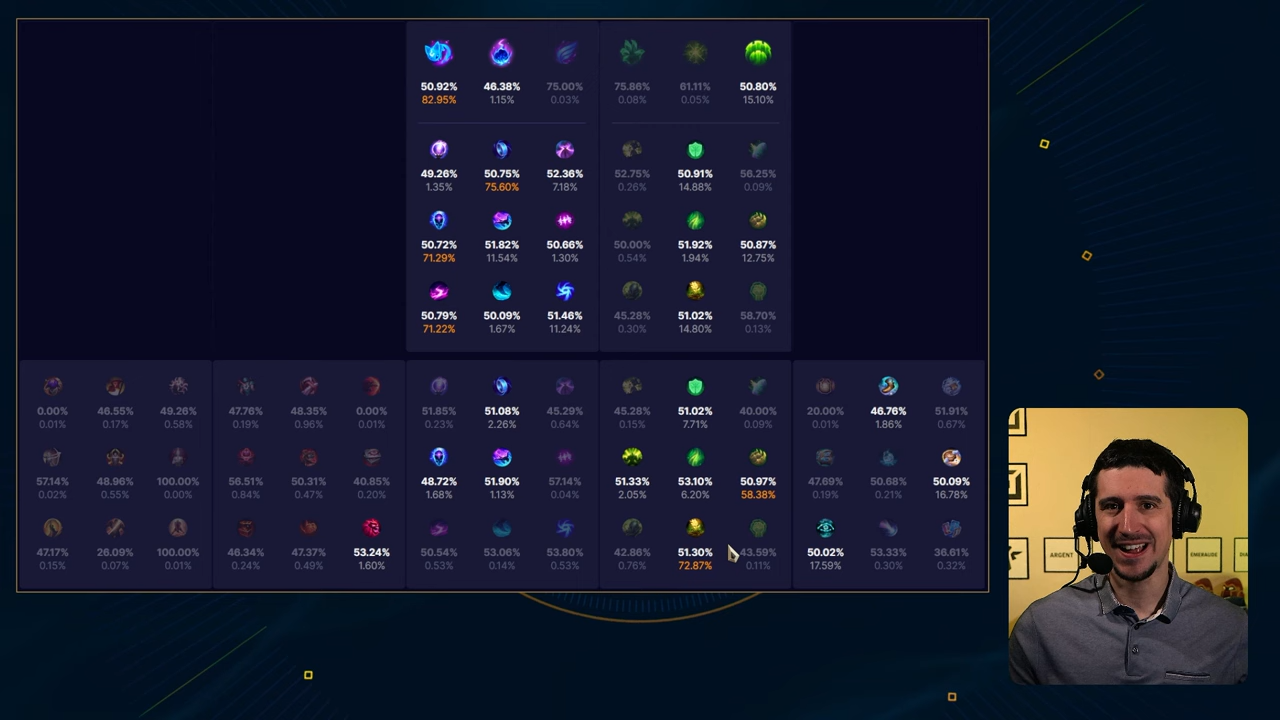 50.92% 46.38% 75.00% 75.86% 61.11% 50.80%
82.95% 1.15% 0.03% 0.08% 0.05% 15.10%
49.26% 50.75% 52.36% 52.75% 50.91% 56.25%
1.35% 75.60% 7.18% 0.26% 14.88% 0.09%
50.72% 51.82% 50.66% 50.00% 51.92% 50.87%
71.29% 11.54% 1.30% 0.54% 1.94% 12.75%
50.79% 50.09% 51.46% 45.28% 51.02% 58.70%
71.22% 1.67% 11.24% 0.30% 14.80% 0.13%
0.00% 46.55% 49.26% 47.76% 48.35% 0.00% 51.85% 51.08% 45.29% 45.28% 51.02% 40.00% 20.00% 46.76% 51.91%
0.01% 0.17% 0.58% 0.19% 0.96% 0.01% 0.23% 2.26% 0.64% 0.15% 7.71% 0.09% 0.01% 1.86% 0.67%
57.14% 48.96% 100.00% 56.51% 50.31% 40.85% 48.72% 51.90% 57.14% 51.33% 53.10% 50.97% 47.69% 50.68% 50.09%
0.02% 0.55% 0.00% 0.84% 0.47% 0.20% 1.68% 1.13% 0.04% 2.05% 6.20% 58.38% 0.19% 0.21% 16.78%
47.17% 26.09% 100.00% 46.34% 47.37% 53.24% 50.54% 53.06% 53.80% 42.86% 51.30% 43.59% 50.02% 53.33% 36.61%
0.15% 0.07% 0.01% 0.24% 0.49% 1.60% 0.53% 0.14% 0.53% 0.76% 72.87% 0.11% 17.59% 0.30% 0.32%
ARGENT EMERAUDE